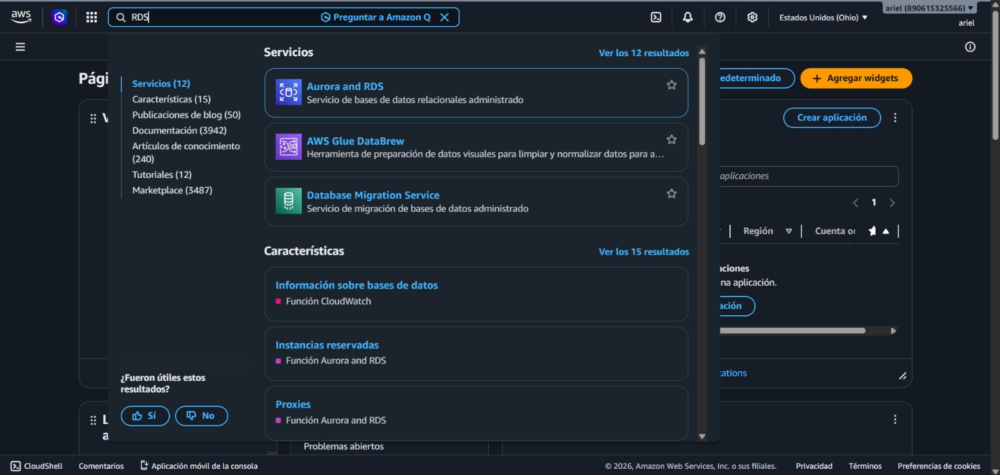 aws
RDS
Preguntar a Amazon Q
Estados Unidos (Ohio)
ariel (890615325566)
ariel
Servicios
Ver los 12 resultados
Servicios (12)
Características (15)
Publicaciones de blog (50)
Documentación (3942)
Artículos de conocimiento
(240)
Tutoriales (12)
Marketplace (3487)
Aurora and RDS
Servicio de bases de datos relacionales administrado
AWS Glue DataBrew
Herramienta de preparación de datos visuales para limpiar y normalizar datos para a...
Database Migration Service
Servicio de migración de bases de datos administrado
Características
Ver los 15 resultados
Información sobre bases de datos
Función CloudWatch
Instancias reservadas
Función Aurora and RDS
Proxies
Función Aurora and RDS
¿Fueron útiles estos
resultados?
Sí
No
Pági
edeterminado
+ Agregar widgets
Crear aplicación
aplicaciones
1
Región
Cuenta
aciones
na aplicación.
ación
cations
Problemas abiertos
CloudShell
Comentarios
Aplicación móvil de la consola
© 2026, Amazon Web Services, Inc. o sus filiales.
Privacidad
Términos
Preferencias de cookies